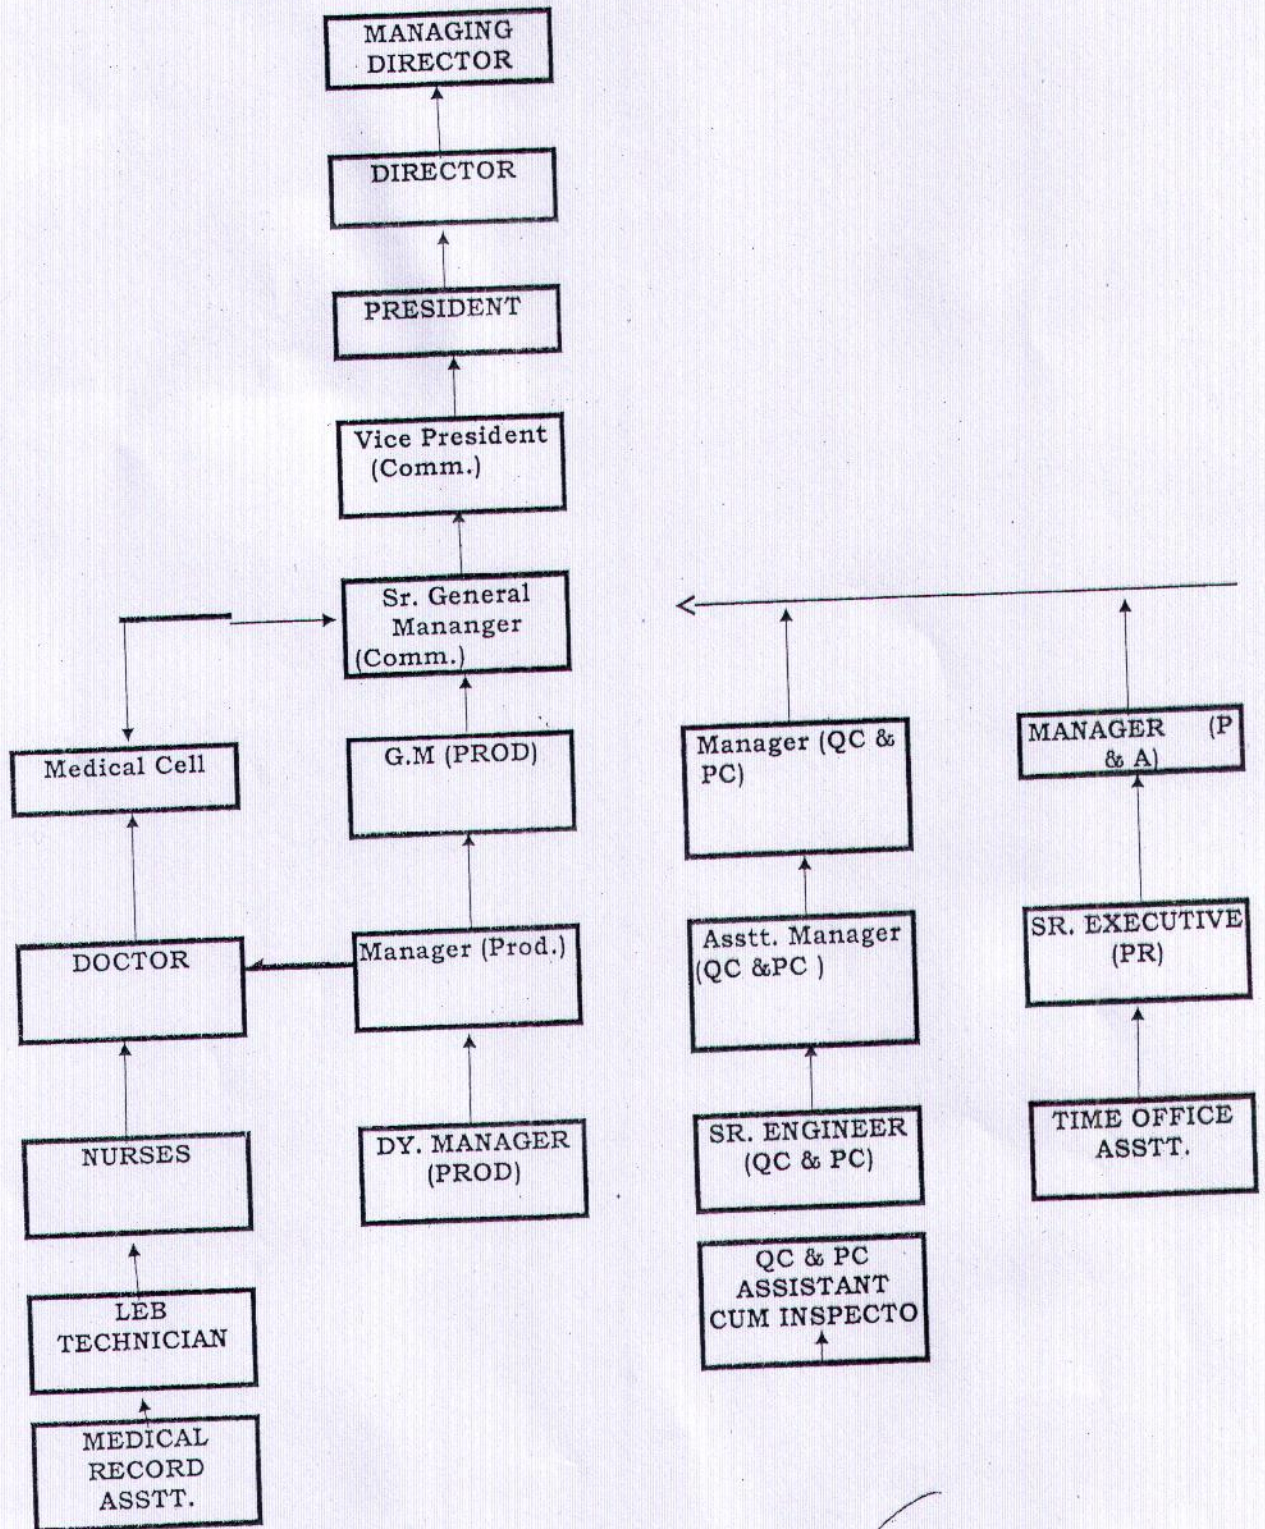 MANAGING
DIRECTOR
DIRECTOR
PRESIDENT
Vice President
(Comm.)
Sr. General
Mananger
(Comm.)
Medical Cell
G.M (PROD)
Manager (QC &
PC)
MANAGER (P
& A)
DOCTOR
Manager (Prod.)
Asstt. Manager
(QC &PC )
SR. EXECUTIVE
(PR)
NURSES
DY. MANAGER
(PROD)
SR. ENGINEER
(QC & PC)
TIME OFFICE
ASSTT.
LEB
TECHNICIAN
QC & PC
ASSISTANT
CUM INSPECTO
MEDICAL
RECORD
ASSTT.